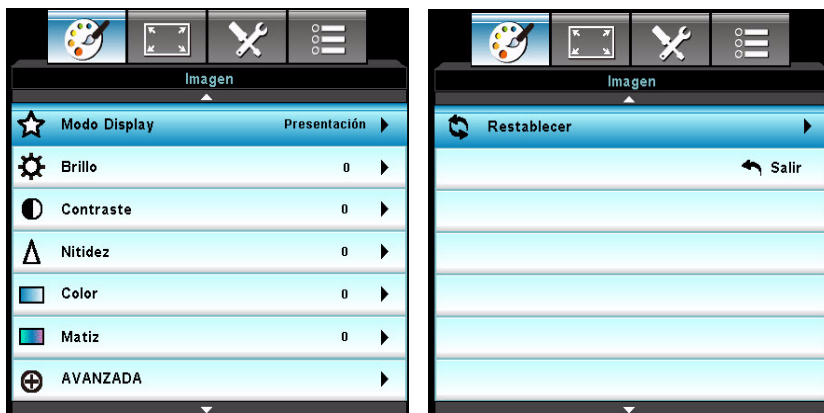 Imagen
Modo Display Presentación
Brillo 0
Contraste 0
Nitidez 0
Color 0
Matiz 0
AVANZADA
Imagen
Restablecer
Salir